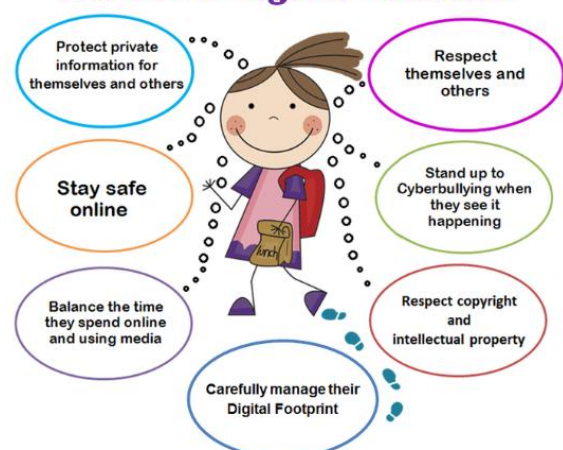 Protect private
information for
themselves and others
Respect
themselves and
others
Stay safe
online
Stand up to
Cyberbullying when
they see it
happening
lunch
Balance the time
they spend online
and using media
Respect copyright
and
intellectual property
Carefully manage their
Digital Footprint